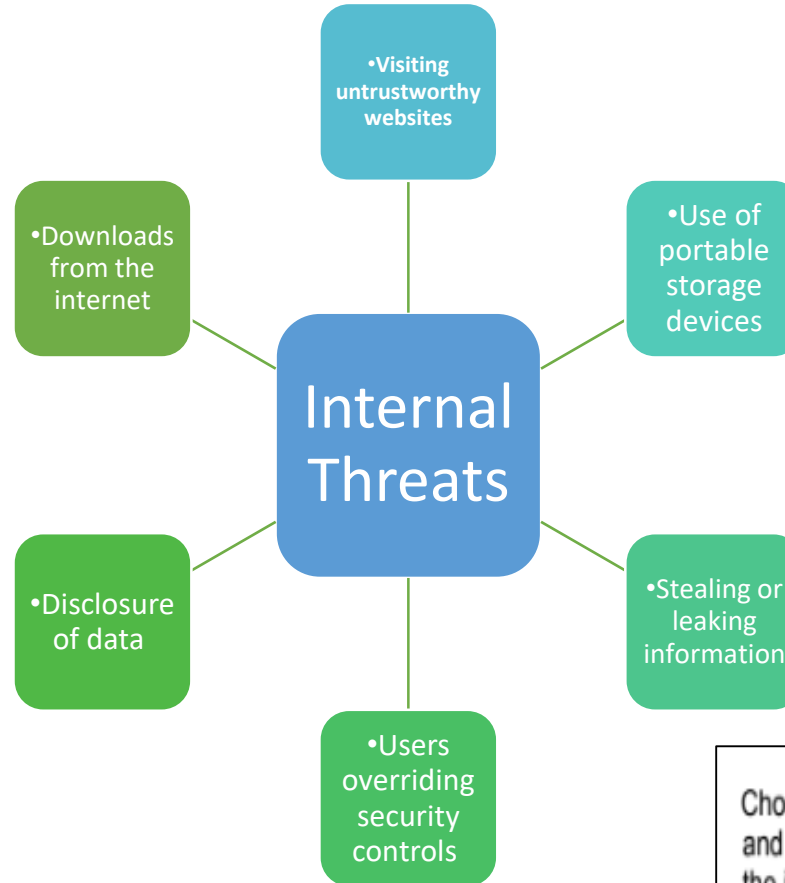 •Visiting
untrustworthy
websites
•Downloads
from the
internet
•Use of
portable
storage
devices
Internal
Threats
•Disclosure
of data
•Stealing or
leaking
information
•Users
overriding
security
controls
and